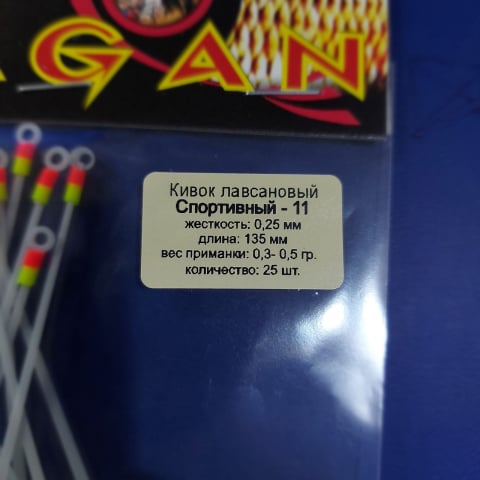 AGAN
Кивок лавсановый
Спортивный - 11
жесткость: 0,25 мм
длина: 135 мм
вес приманки: 0,3- 0,5 гр.
количество: 25 шт.